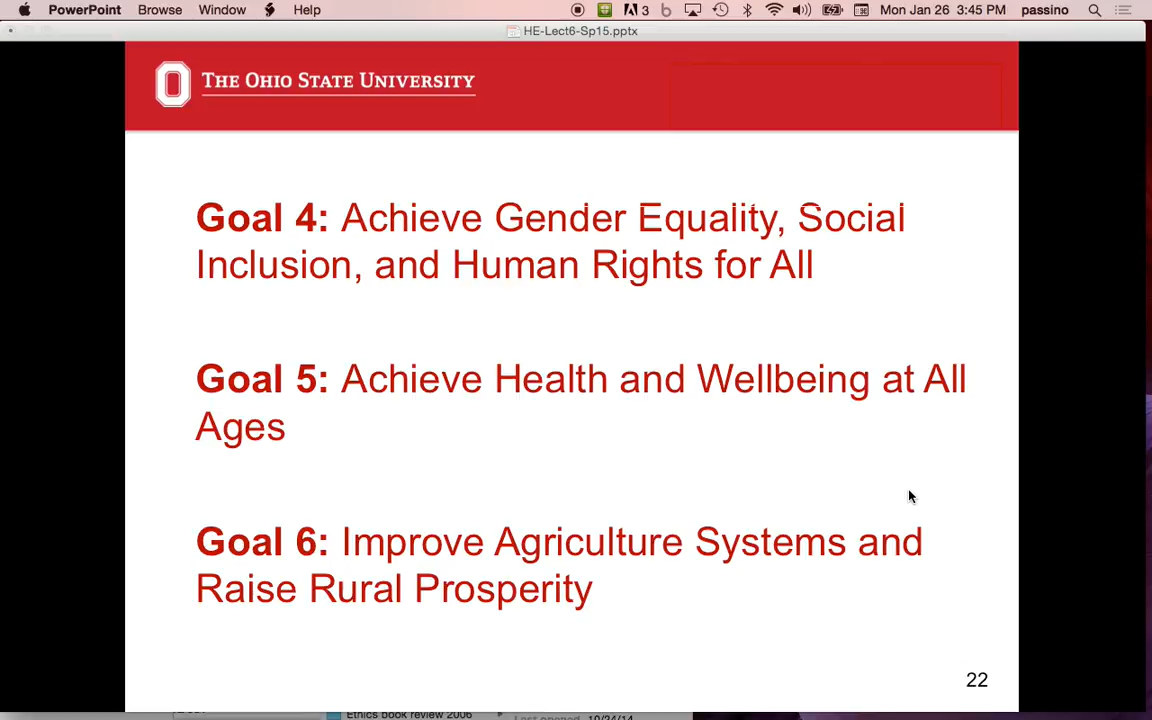 PowerPoint Browse Window Help 3 Mon Jan 26 3:45 PM passino
HE-Lect6-Sp15.pptx
THE OHIO STATE UNIVERSITY
Goal 4: Achieve Gender Equality, Social
Inclusion, and Human Rights for All
Goal 5: Achieve Health and Wellbeing at All
Ages
Goal 6: Improve Agriculture Systems and
Raise Rural Prosperity
22
Ethics book review 2006 Last opened 10/24/14